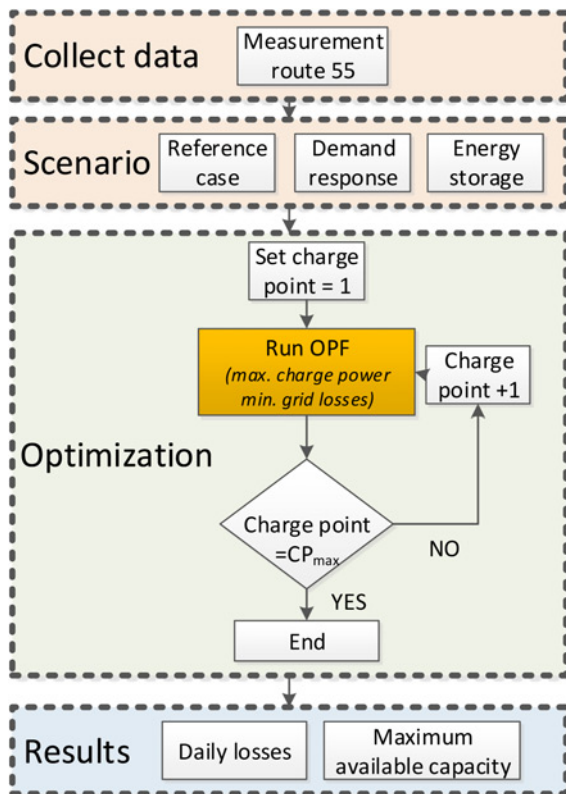 Collect data
Measurement
route 55
Scenario
Reference
case
Demand
response
Energy
storage
Optimization
Set charge
point = 1
Run OPF
(max. charge power
min. grid losses)
Charge
point +1
Charge point
=CPmax
NO
YES
End
Results
Daily losses
Maximum
available capacity